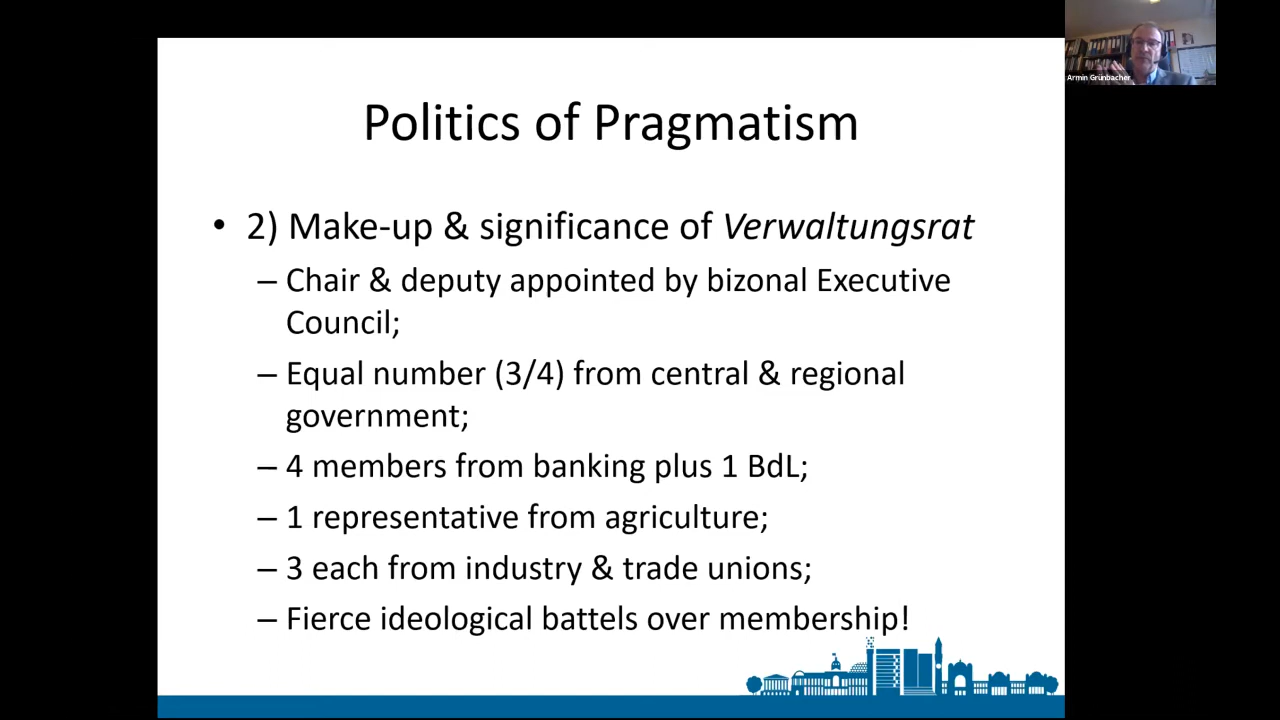 Politics of Pragmatism
• 2) Make-up & significance of Verwaltungsrat
– Chair & deputy appointed by bizonal Executive
Council;
– Equal number (3/4) from central & regional
government;
– 4 members from banking plus 1 BdL;
– 1 representative from agriculture;
– 3 each from industry & trade unions;
– Fierce ideological battels over membership!
Armin Grünbacher